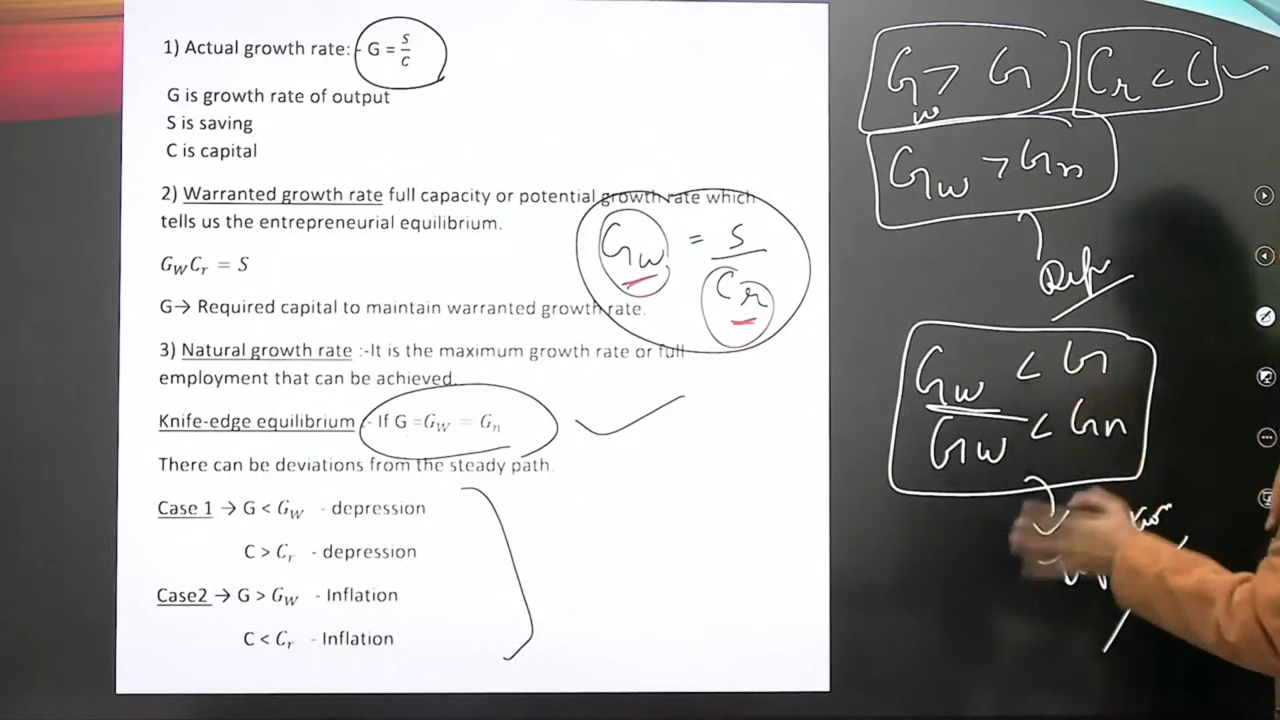 1) Actual growth rate: - G = S/C
G is growth rate of output
S is saving
C is capital
2) Warranted growth rate full capacity or potential growth rate which
tells us the entrepreneurial equilibrium.
G_W C_r = S
G→ Required capital to maintain warranted growth rate.
3) Natural growth rate :-It is the maximum growth rate or full
employment that can be achieved.
Knife-edge equilibrium :- If G =G_W = G_n
There can be deviations from the steady path.
Case 1 → G < G_W - depression
C > C_r - depression
Case2 → G > G_W - Inflation
C < C_r - Inflation
G_w = S/C_r
G_w > G C_r < C
G_w > G_n
G_w < G
G_w < G_n